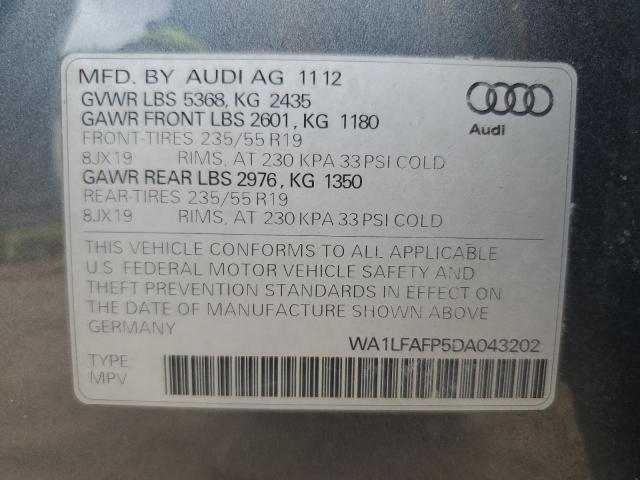 MFD. BY AUDI AG 11 12
GVWR LBS 5368, KG 2435
GAWR FRONT LBS 2601, KG 1180
FRONT-TIRES 235/55 R19
8JX19 RIMS, AT 230 KPA 33 PSI COLD
GAWR REAR LBS 2976, KG 1350
REAR-TIRES 235/55 R19
8JX19 RIMS, AT 230 KPA 33 PSI COLD
Audi
THIS VEHICLE CONFORMS TO ALL APPLICABLE
U.S. FEDERAL MOTOR VEHICLE SAFETY AND
THEFT PREVENTION STANDARDS IN EFFECT ON
THE DATE OF MANUFACTURE SHOWN ABOVE
GERMANY
WA1LFAFP5DA043202
TYPE
MPV